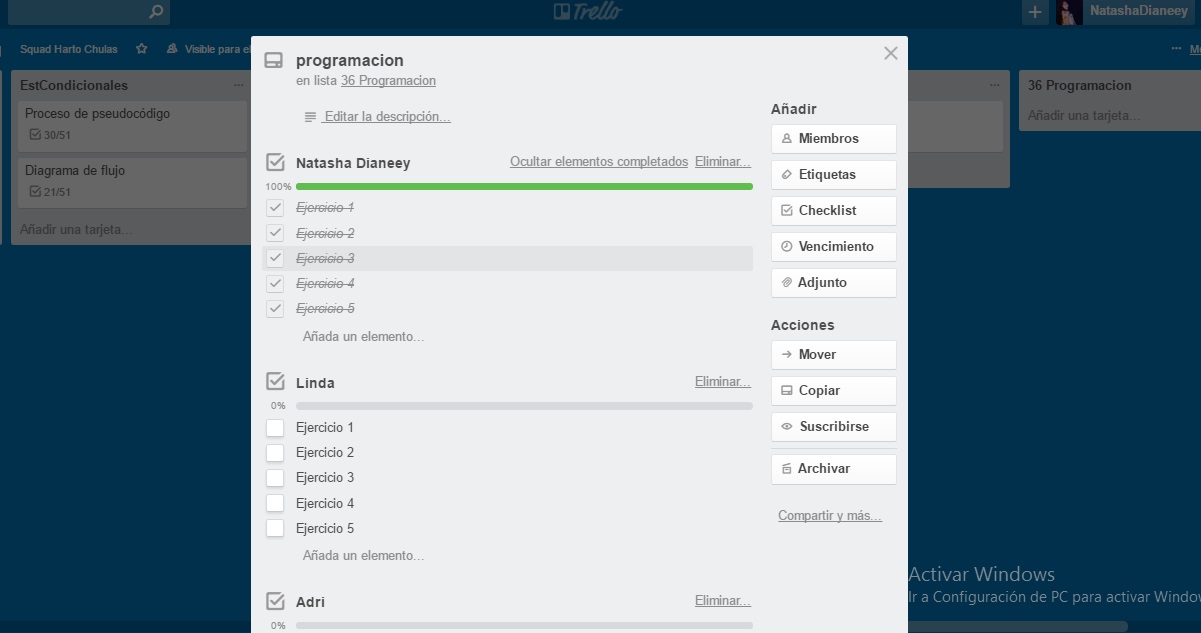 Trello
NatashaDianeey
Squad Harto Chulas
Visible para el
EstCondicionales
Proceso de pseudocódigo
30/51
Diagrama de flujo
21/51
Añadir una tarjeta...
programacion
en lista 36 Programacion
Editar la descripción...
Natasha Dianeey
Ocultar elementos completados Eliminar...
100%
Ejercicio 1
Ejercicio 2
Ejercicio 3
Ejercicio 4
Ejercicio 5
Añada un elemento...
Linda
Eliminar...
0%
Ejercicio 1
Ejercicio 2
Ejercicio 3
Ejercicio 4
Ejercicio 5
Añada un elemento...
Adri
Eliminar...
0%
Añadir
Miembros
Etiquetas
Checklist
Vencimiento
Adjunto
Acciones
Mover
Copiar
Suscribirse
Archivar
Compartir y más...
36 Programacion
Añadir una tarjeta...
Activar Windows
Ir a Configuración de PC para activar Windo